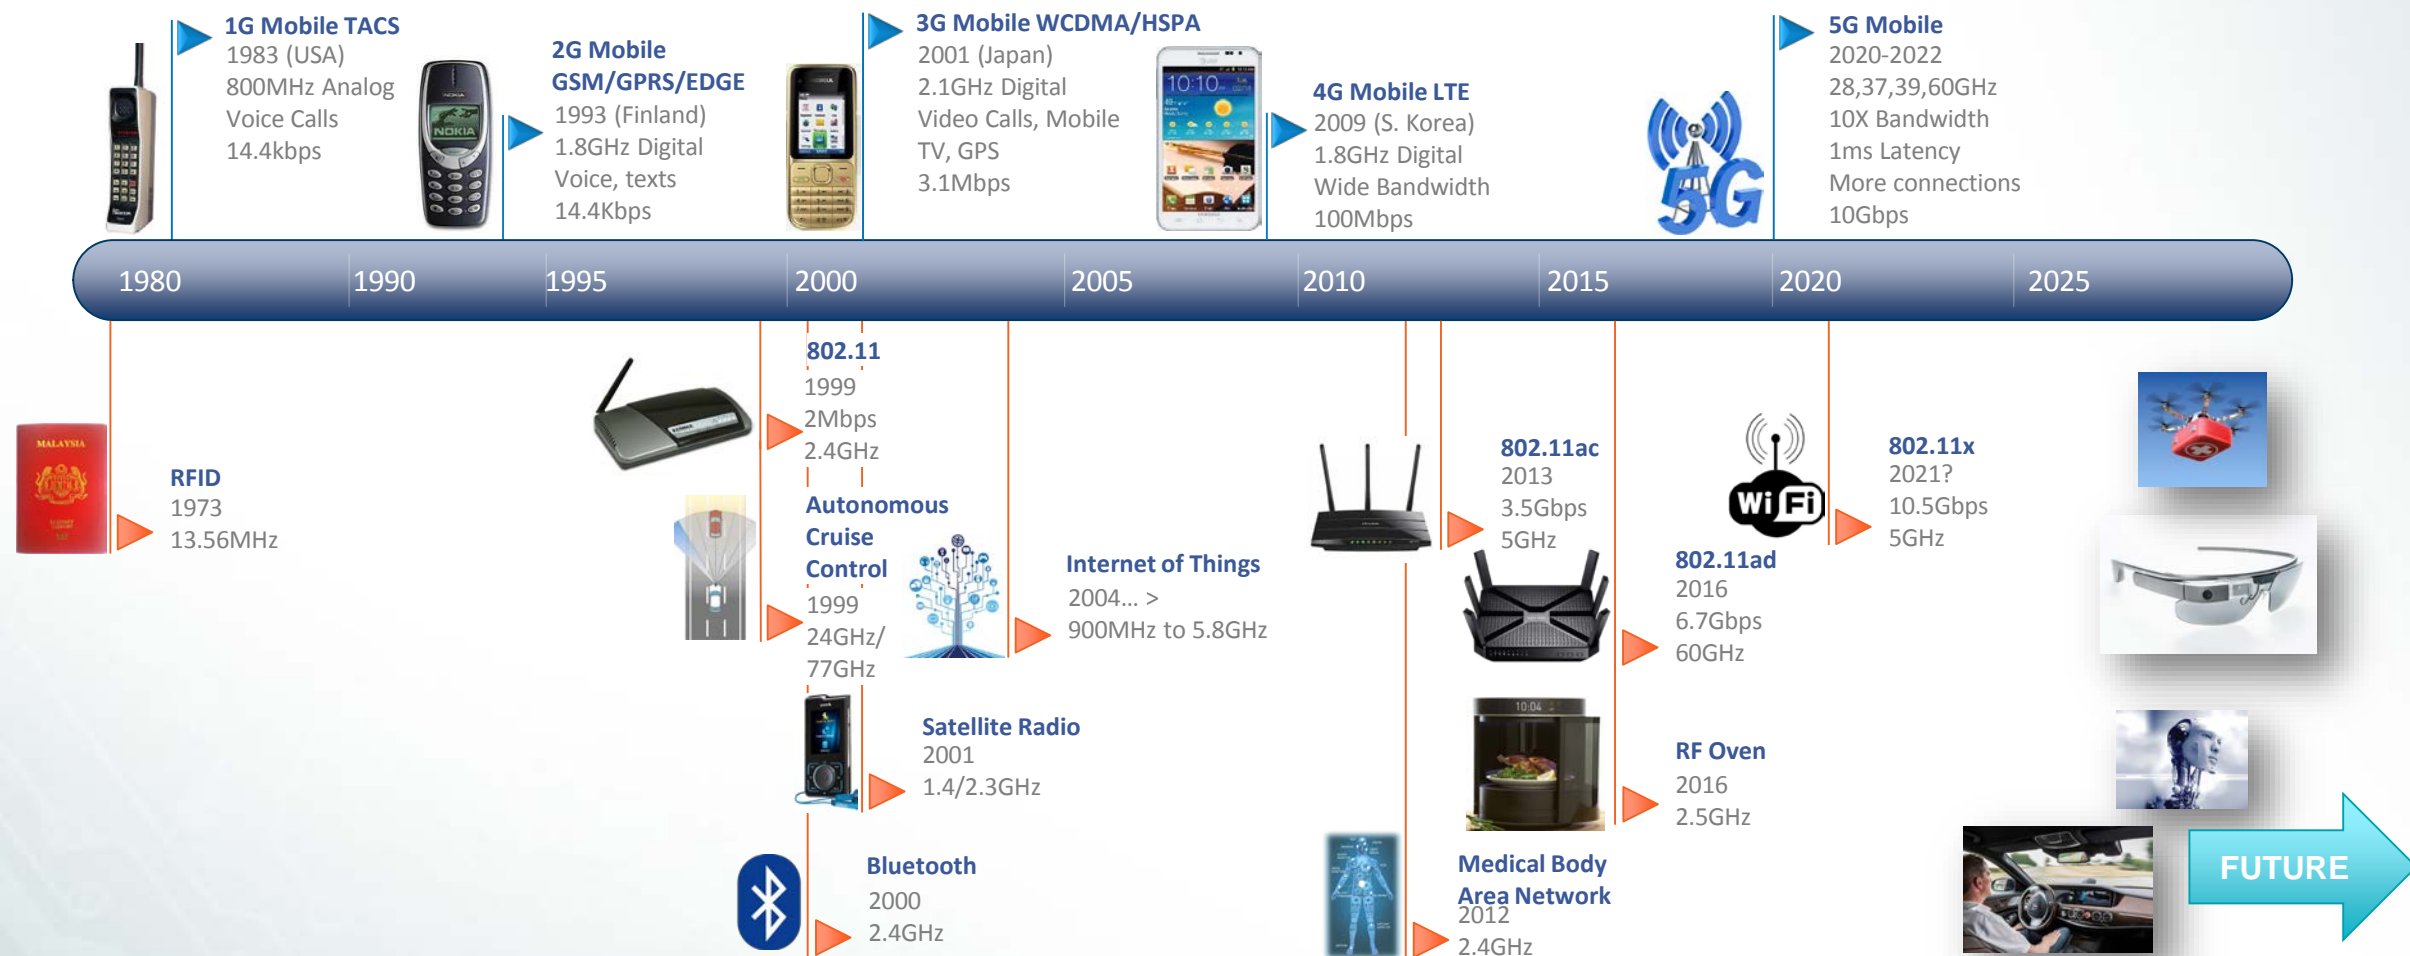 1G Mobile TACS
1983 (USA)
800MHz Analog
Voice Calls
14.4kbps
NOKIA
2G Mobile
GSM/GPRS/EDGE
1993 (Finland)
1.8GHz Digital
Voice, texts
14.4Kbps
NOKIA
3G Mobile WCDMA/HSPA
2001 (Japan)
2.1GHz Digital
Video Calls, Mobile
TV, GPS
3.1Mbps
10:10
4G Mobile LTE
2009 (S. Korea)
1.8GHz Digital
Wide Bandwidth
100Mbps
5G
5G Mobile
2020-2022
28,37,39,60GHz
10X Bandwidth
1ms Latency
More connections
10Gbps
1980
1990
1995
2000
2005
2010
2015
2020
2025
MALAYSIA
RFID
1973
13.56MHz
802.11
1999
2Mbps
2.4GHz
Autonomous
Cruise
Control
1999
24GHz/
77GHz
Internet of Things
2004... >
900MHz to 5.8GHz
Satellite Radio
2001
1.4/2.3GHz
Bluetooth
2000
2.4GHz
802.11ac
2013
3.5Gbps
5GHz
802.11ad
2016
6.7Gbps
60GHz
10:04
RF Oven
2016
2.5GHz
Medical Body
Area Network
2012
2.4GHz
Wi Fi
802.11x
2021?
10.5Gbps
5GHz
FUTURE